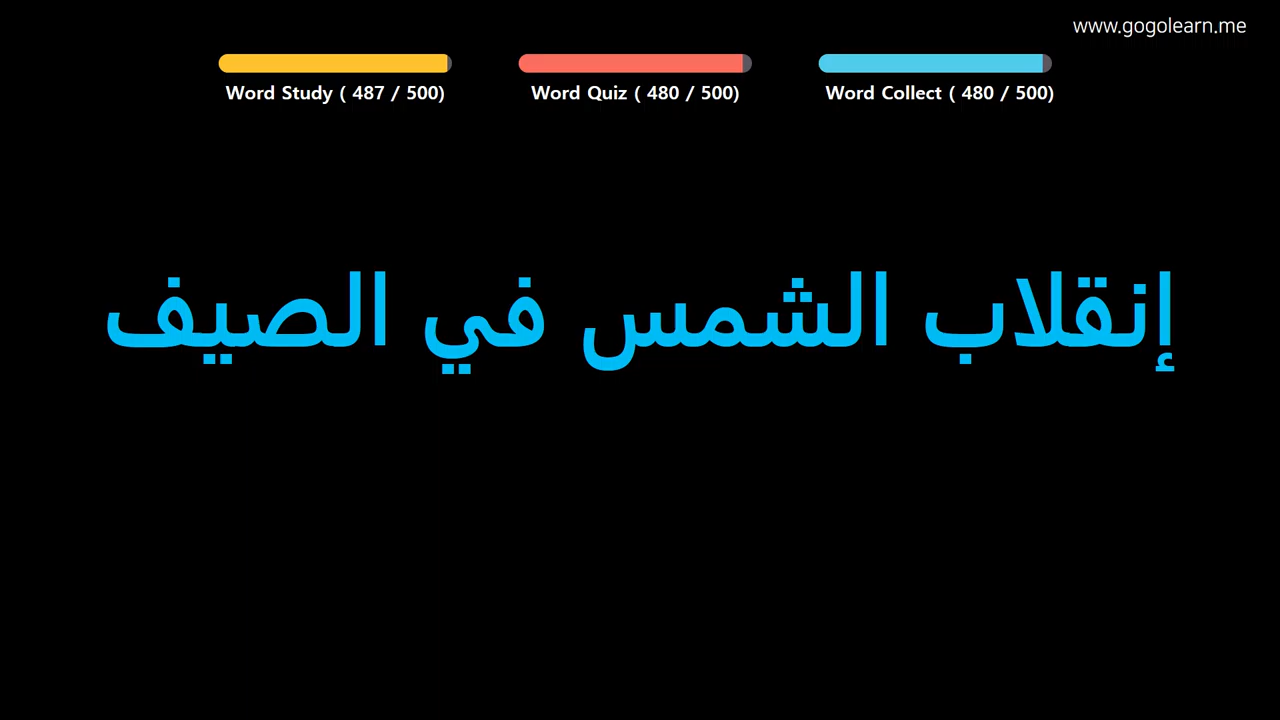 www.gogolearn.me
Word Study ( 487 / 500) Word Quiz ( 480 / 500) Word Collect ( 480 / 500)
إنقلاب الشمس في الصيف